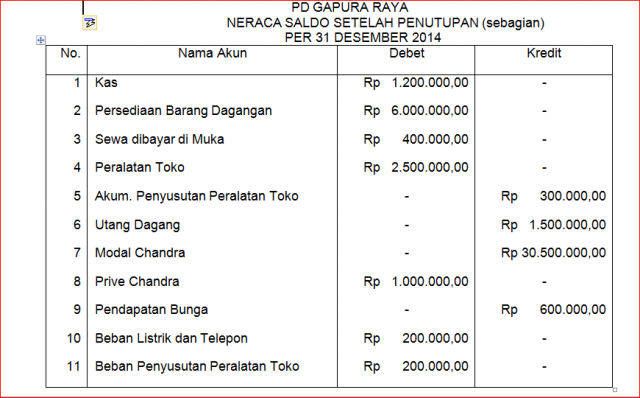 PD GAPURA RAYA
NERACA SALDO SETELAH PENUTUPAN (sebagian)
PER 31 DESEMBER 2014
No. Nama Akun Debet Kredit
1 Kas Rp 1.200.000,00 -
2 Persediaan Barang Dagangan Rp 6.000.000,00 -
3 Sewa dibayar di Muka Rp 400.000,00 -
4 Peralatan Toko Rp 2.500.000,00 -
5 Akum. Penyusutan Peralatan Toko - Rp 300.000,00
6 Utang Dagang - Rp 1.500.000,00
7 Modal Chandra - Rp 30.500.000,00
8 Prive Chandra Rp 1.000.000,00 -
9 Pendapatan Bunga - Rp 600.000,00
10 Beban Listrik dan Telepon Rp 200.000,00 -
11 Beban Penyusutan Peralatan Toko Rp 200.000,00 -